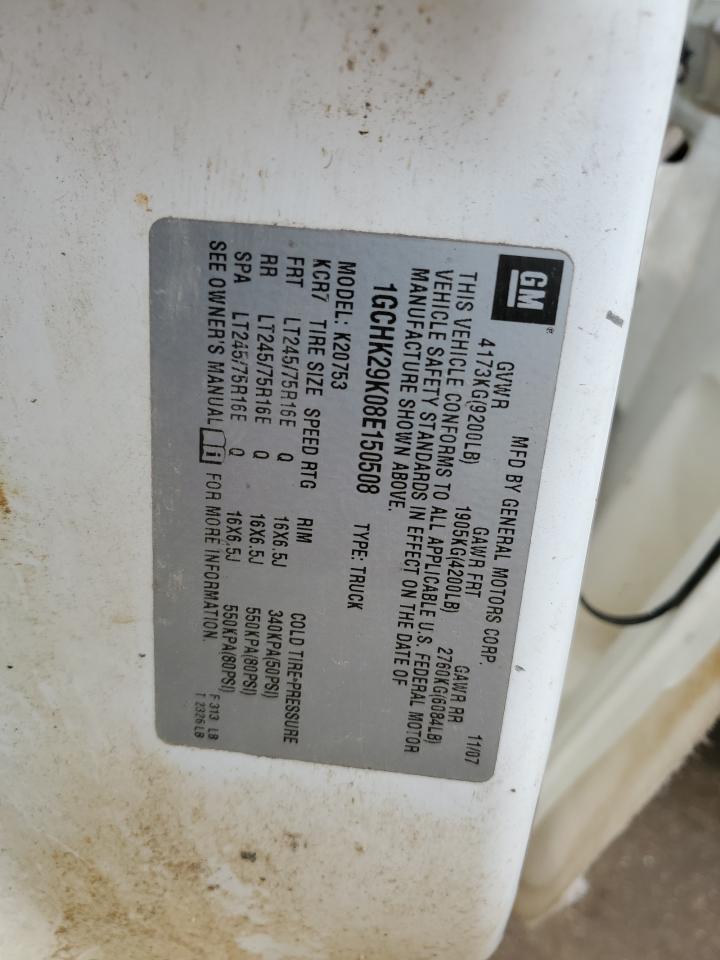 GM®
MFD BY GENERAL MOTORS CORP. 11/07
GVWR GAWR FRT GAWR RR
4173KG(9200LB) 1905KG(4200LB) 2760KG(6084LB)
THIS VEHICLE CONFORMS TO ALL APPLICABLE U.S. FEDERAL MOTOR
VEHICLE SAFETY STANDARDS IN EFFECT ON THE DATE OF
MANUFACTURE SHOWN ABOVE.
1GCHK29K08E150508 TYPE: TRUCK
MODEL: K20753
KCR7 TIRE SIZE SPEED RTG RIM COLD TIRE PRESSURE
FRT LT245/75R16E Q 16X6.5J 340KPA(50PSI)
RR LT245/75R16E Q 16X6.5J 550KPA(80PSI)
SPA LT245/75R16E Q 16X6.5J 550KPA(80PSI)
SEE OWNER'S MANUAL FOR MORE INFORMATION.
F 313 LB
T 2326 LB